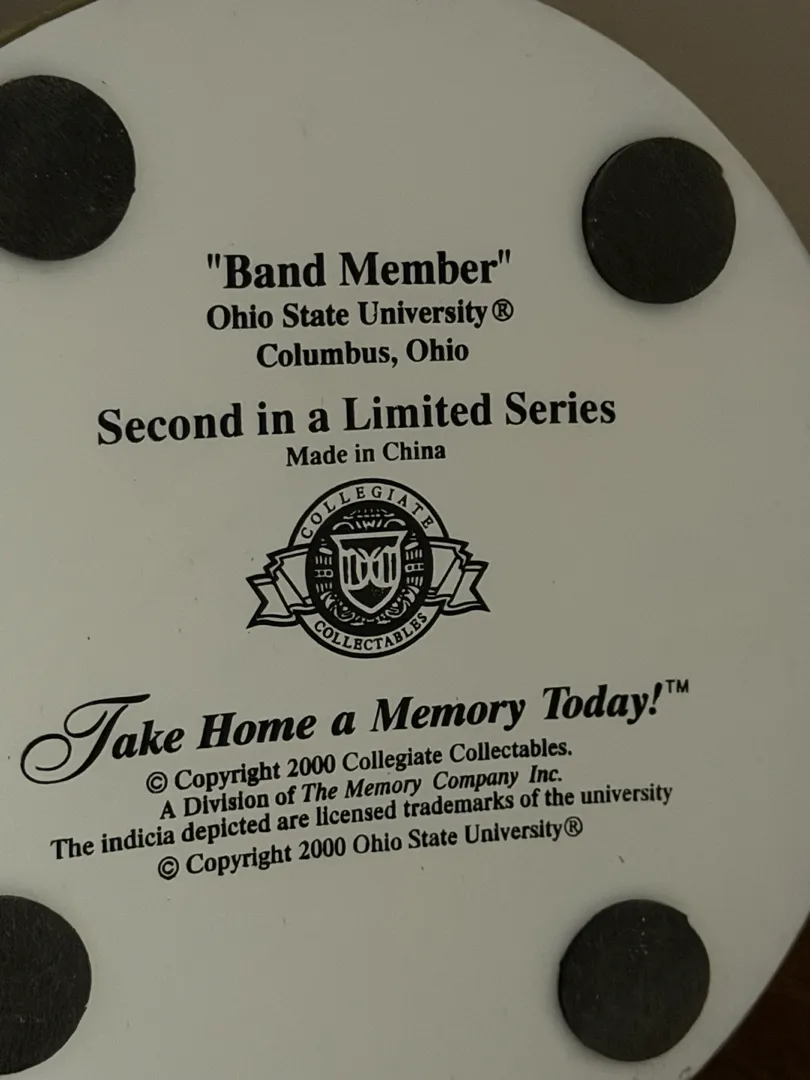 "Band Member"
Ohio State University®
Columbus, Ohio
Second in a Limited Series
Made in China
COLLEGIATE
COLLECTABLES
Take Home a Memory Today!™
© Copyright 2000 Collegiate Collectables.
A Division of The Memory Company Inc.
The indicia depicted are licensed trademarks of the university
© Copyright 2000 Ohio State University®